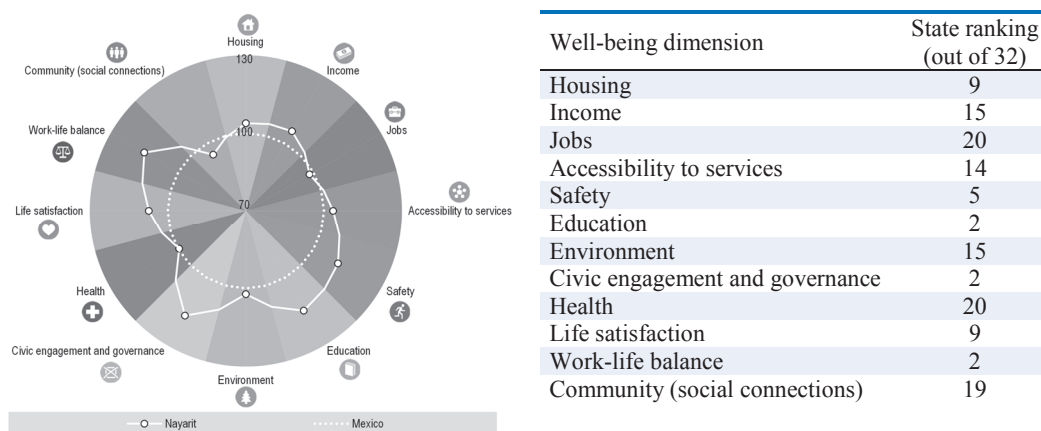 Housing
130
Income
Community (social connections)
Jobs
Work-life balance
100
Life satisfaction
70
Accessibility to services
Health
Safety
Civic engagement and governance
Education
Environment
Nayarit
Mexico
Well-being dimension State ranking (out of 32)
Housing 9
Income 15
Jobs 20
Accessibility to services 14
Safety 5
Education 2
Environment 15
Civic engagement and governance 2
Health 20
Life satisfaction 9
Work-life balance 2
Community (social connections) 19